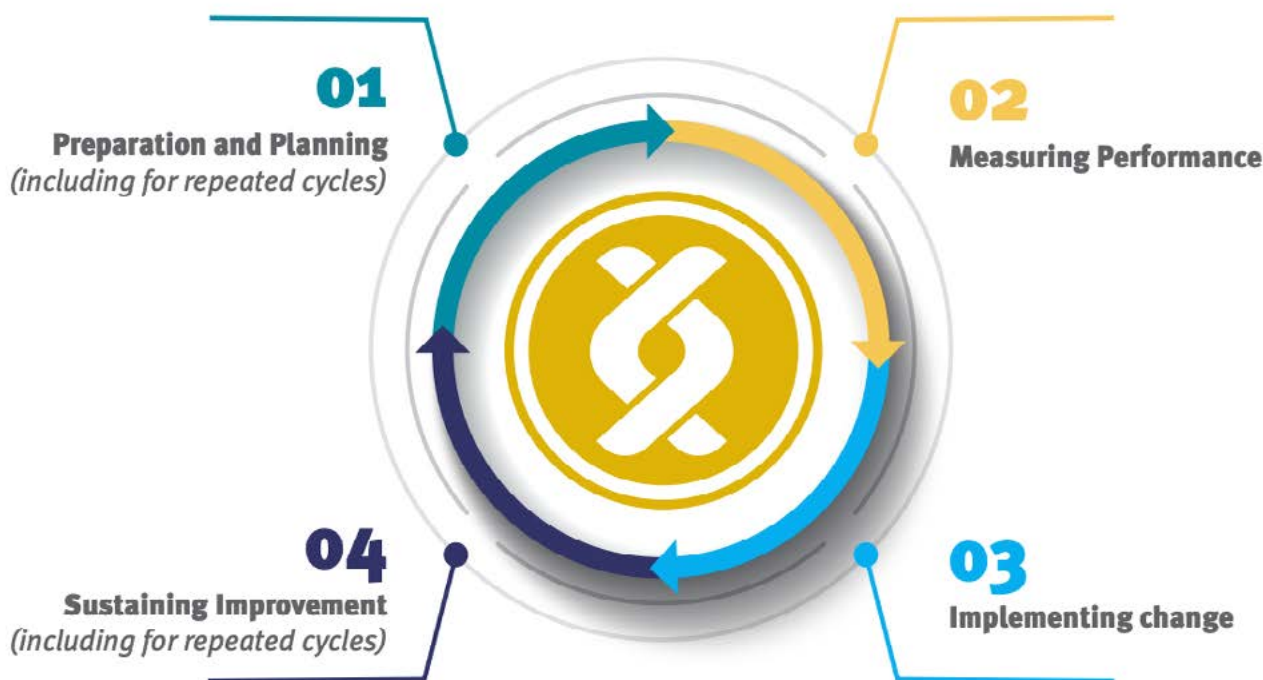 01
Preparation and Planning
(including for repeated cycles)
02
Measuring Performance
03
Implementing change
04
Sustaining Improvement
(including for repeated cycles)